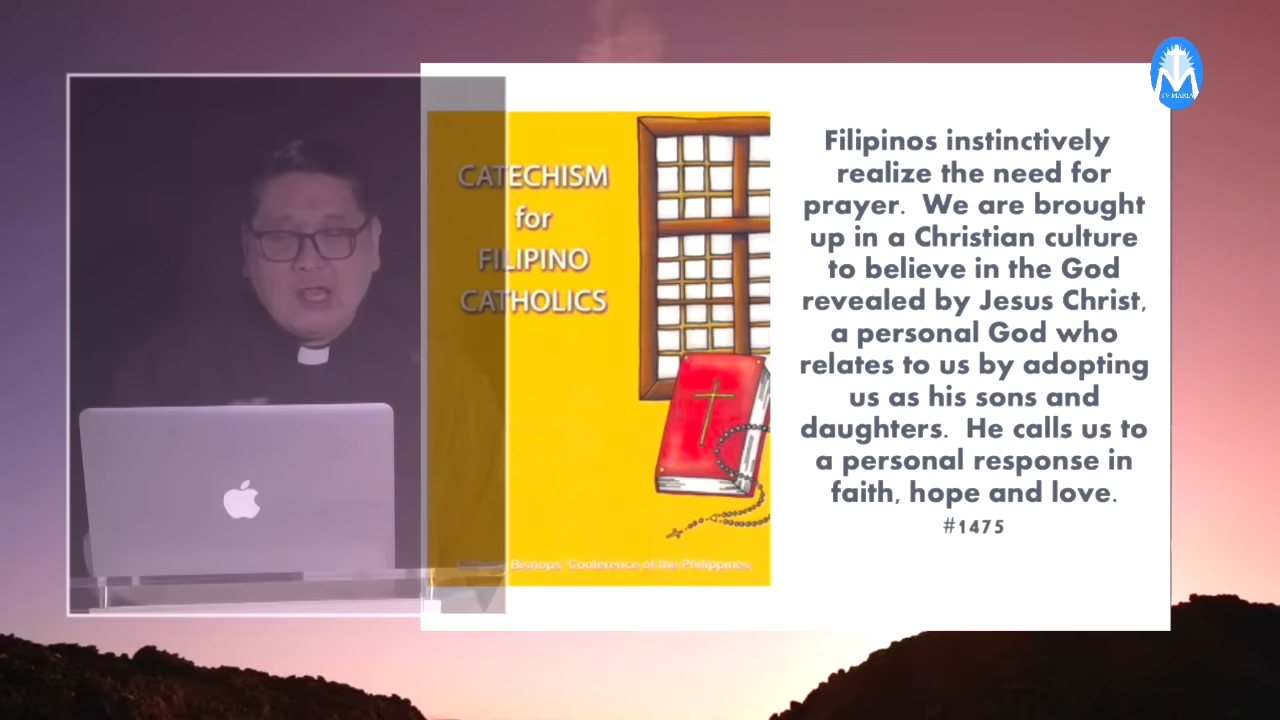 TV MARIA
CATECHISM
for
FILIPINO
CATHOLICS
Bishops' Conference of the Philippines
Filipinos instinctively
realize the need for
prayer. We are brought
up in a Christian culture
to believe in the God
revealed by Jesus Christ,
a personal God who
relates to us by adopting
us as his sons and
daughters. He calls us to
a personal response in
faith, hope and love.
#1475